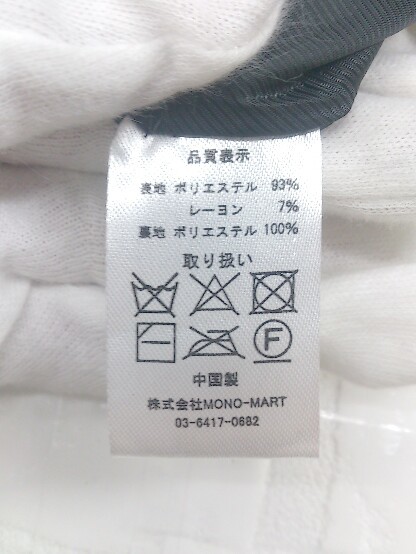 品質表示
表地 ポリエステル 93%
レーヨン 7%
裏地 ポリエステル 100%
取り扱い
F
中国製
株式会社MONO-MART
03-6417-0682